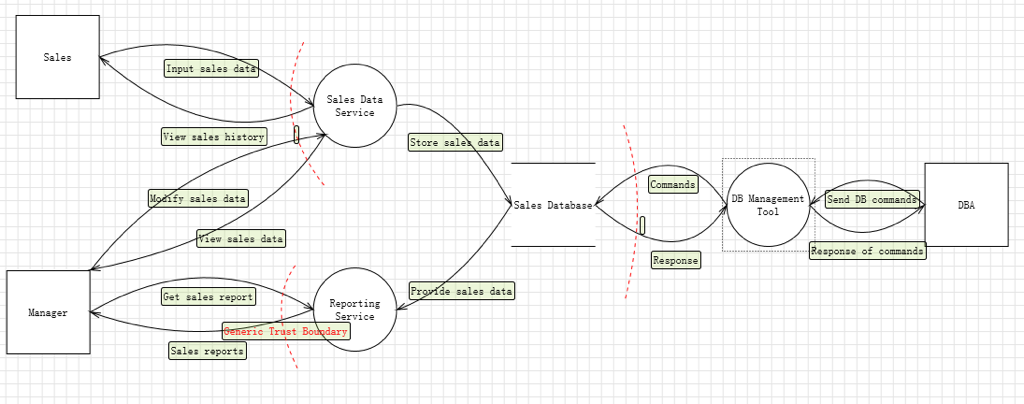 Sales
Input sales data
Sales Data
Service
View sales history
Store sales data
Modify sales data
View sales data
Sales Database
Commands
Response
DB Management
Tool
Send DB commands
Response of commands
DBA
Manager
Get sales report
Generic Trust Boundary
Sales reports
Reporting
Service
Provide sales data